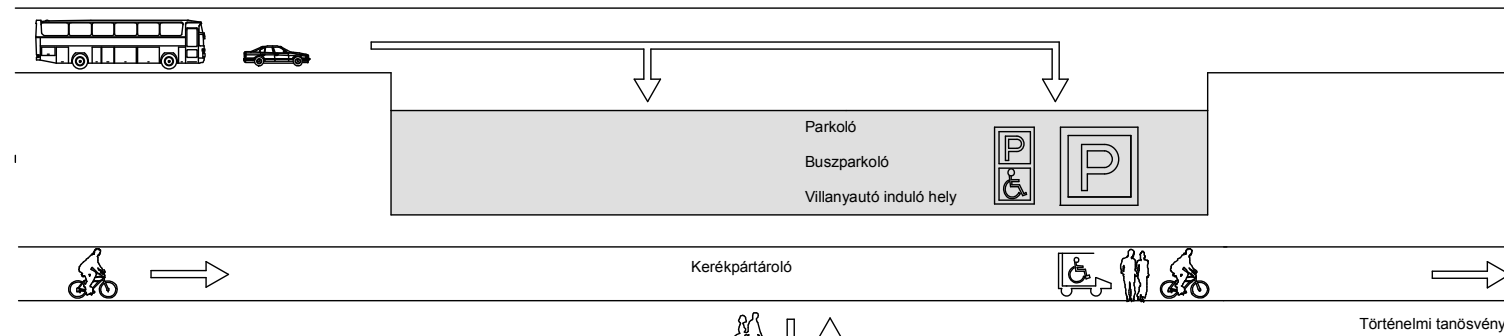 Parkoló
P
P
Buszparkoló
Villanyautó induló hely
Kerékpártároló
Történelmi tanösvény